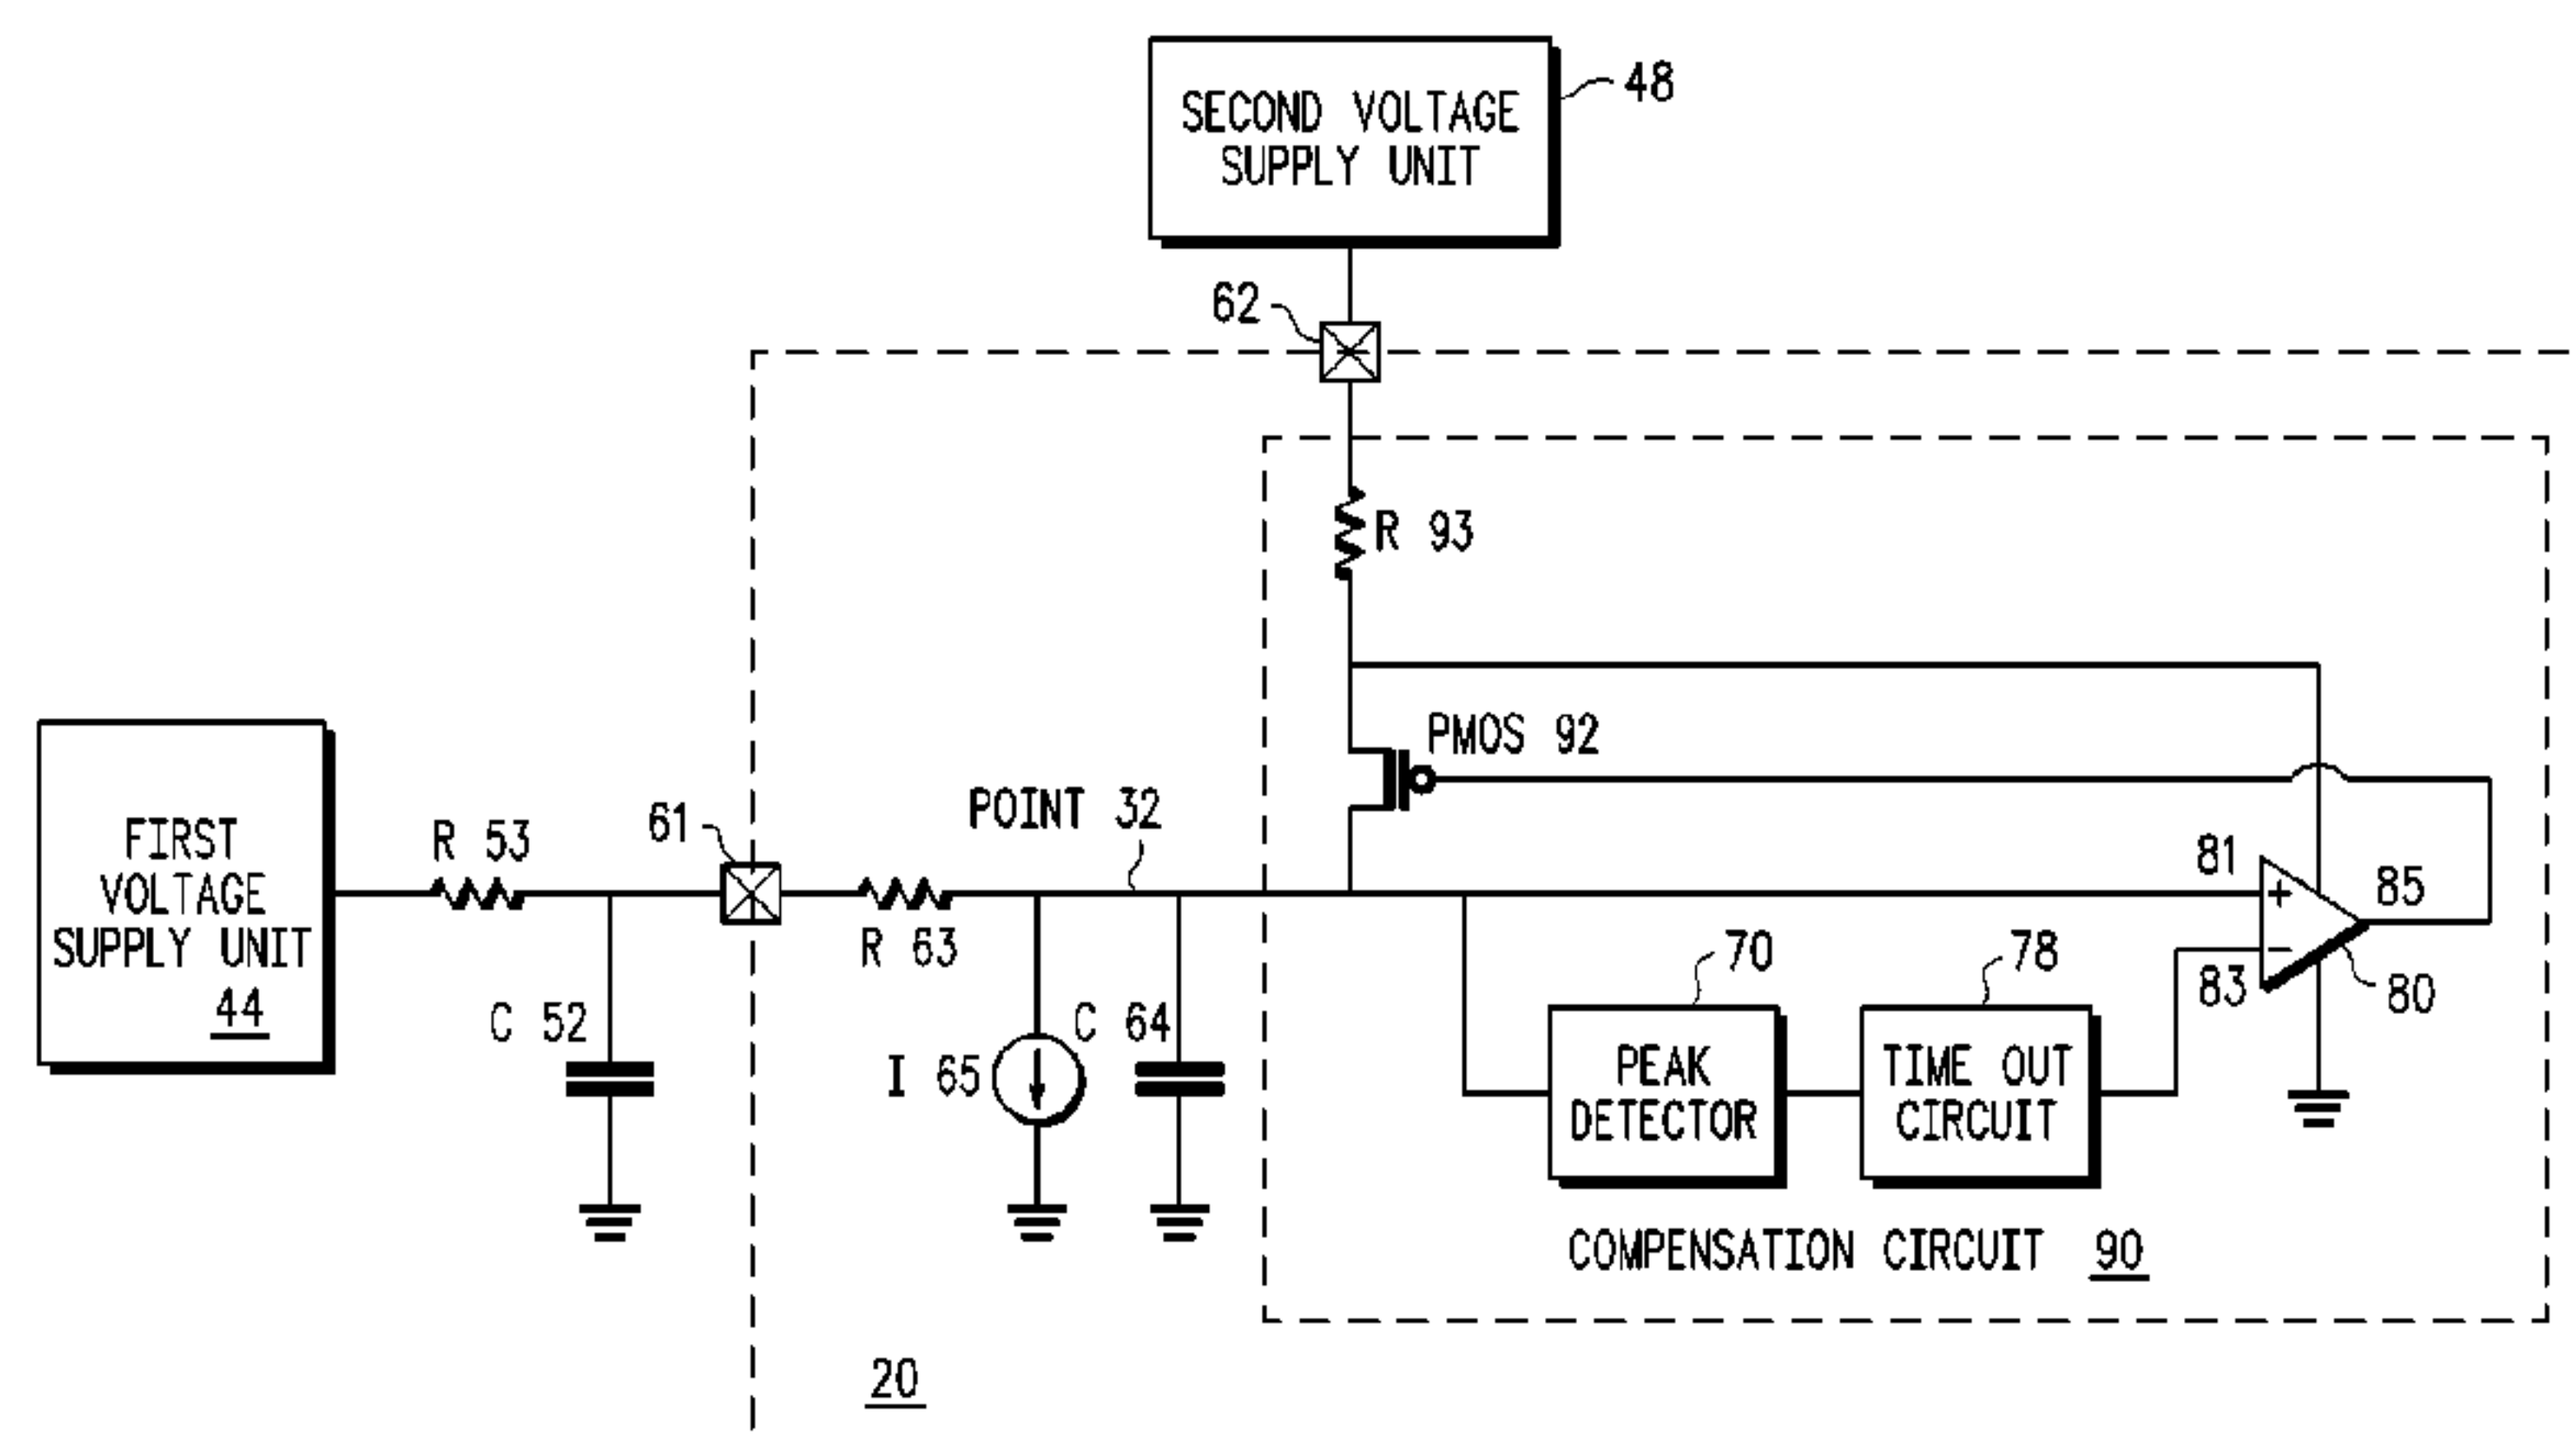 SECOND VOLTAGE
SUPPLY UNIT
48
62
R 93
PMOS 92
FIRST
VOLTAGE
SUPPLY UNIT
44
R 53
61
POINT 32
R 63
C 52
I 65
C 64
81
+
85
83
−
80
70
78
PEAK
DETECTOR
TIME OUT
CIRCUIT
COMPENSATION CIRCUIT 90
20